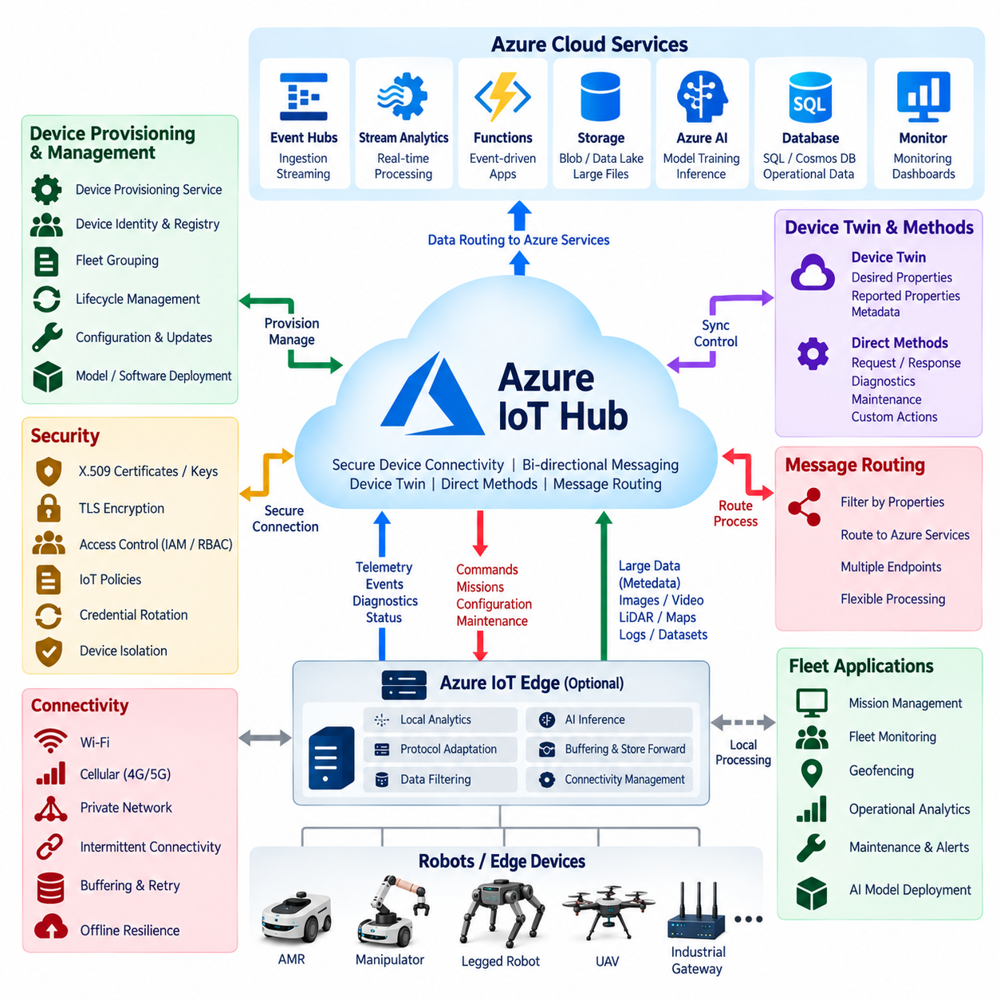 Azure Cloud Services
Event Hubs
Ingestion
Streaming
Stream Analytics
Real-time
Processing
Functions
Event-driven
Apps
Storage
Blob / Data Lake
Large Files
Azure AI
Model Training
Inference
SQL
Database
SQL / Cosmos DB
Operational Data
Monitor
Monitoring
Dashboards
Device Provisioning
& Management
Device Provisioning Service
Device Identity & Registry
Fleet Grouping
Lifecycle Management
Configuration & Updates
Model / Software Deployment
Data Routing to Azure Services
Provision
Manage
Sync
Control
Device Twin & Methods
Device Twin
Desired Properties
Reported Properties
Metadata
Direct Methods
Request / Response
Diagnostics
Maintenance
Custom Actions
Azure
IoT Hub
Secure Device Connectivity | Bi-directional Messaging
Device Twin | Direct Methods | Message Routing
Security
X.509 Certificates / Keys
TLS Encryption
Access Control (IAM / RBAC)
IoT Policies
Credential Rotation
Device Isolation
Secure
Connection
Route
Process
Message Routing
Filter by Properties
Route to Azure Services
Multiple Endpoints
Flexible Processing
Telemetry
Events
Diagnostics
Status
Commands
Missions
Configuration
Maintenance
Large Data
(Metedata)
Images / Video
LiDAR / Maps
Logs / Datasets
Connectivity
Wi-Fi
Cellular (4G/5G)
Private Network
Intermittent Connectivity
Buffering & Retry
Offline Resilience
Azure IoT Edge (Optional)
Local Analytics
AI Inference
Protocol Adaptation
Buffering & Store Forward
Data Filtering
Connectivity Management
Local
Processing
Fleet Applications
Mission Management
Fleet Monitoring
Geofencing
Operational Analytics
Maintenance & Alerts
AI Model Deployment
Robots / Edge Devices
AMR
Manipulator
Legged Robot
UAV
Industrial
Gateway